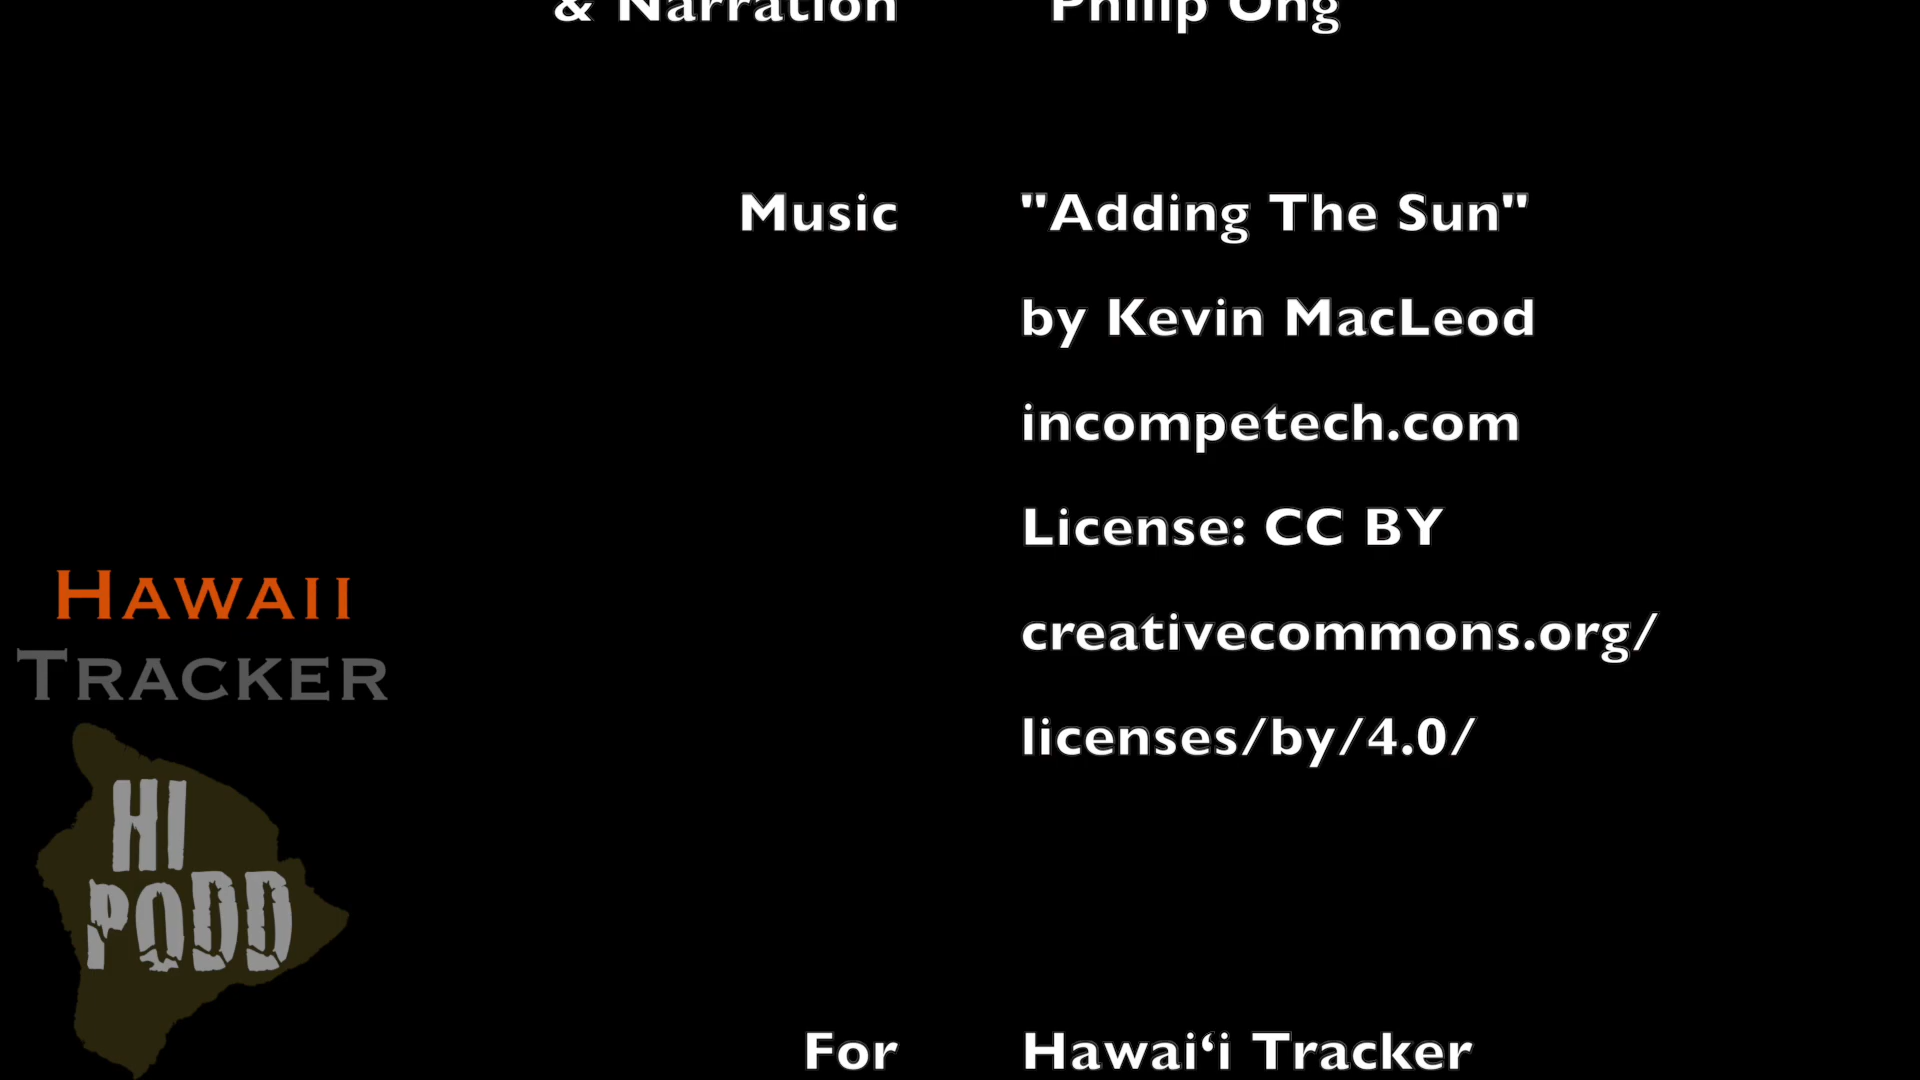 & Narration Philip Ong
Music "Adding The Sun"
by Kevin MacLeod
incompetech.com
License: CC BY
creativecommons.org/
licenses/by/4.0/
HAWAII
TRACKER
HI
PODD
For Hawaiʻi Tracker